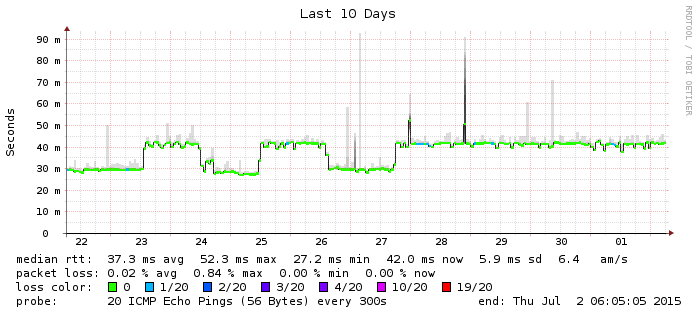 Last 10 Days
RRDTOOL / TOBI OETIKER
Seconds
90 m
80 m
70 m
60 m
50 m
40 m
30 m
20 m
10 m
0
22 23 24 25 26 27 28 29 30 01
median rtt: 37.3 ms avg 52.3 ms max 27.2 ms min 42.0 ms now 5.9 ms sd 6.4 am/s
packet loss: 0.02 % avg 0.84 % max 0.00 % min 0.00 % now
loss color: 0 1/20 2/20 3/20 4/20 10/20 19/20
probe: 20 ICMP Echo Pings (56 Bytes) every 300s end: Thu Jul 2 06:05:05 2015